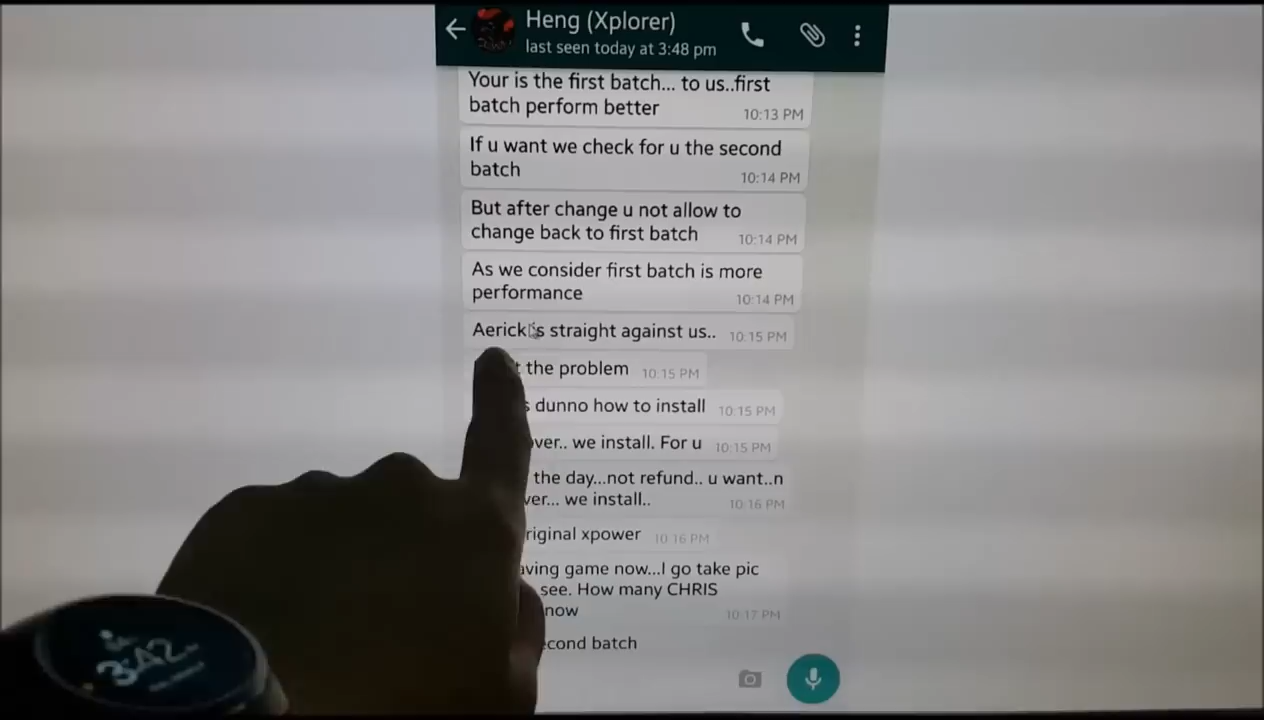 Heng (Xplorer)
last seen today at 3:48 pm
Your is the first batch... to us..first
batch perform better
10:13 PM
If u want we check for u the second
batch
10:14 PM
But after change u not allow to
change back to first batch
10:14 PM
As we consider first batch is more
performance
10:14 PM
Aerick straight against us..
10:15 PM
the problem
10:15 PM
dunno how to install
10:15 PM
we install. For u
10:15 PM
the day...not refund.. u want..n
we install..
10:16 PM
xpower
10:16 PM
game now...I go take pic
see. How many CHRIS
now
10:17 PM
batch
3:42